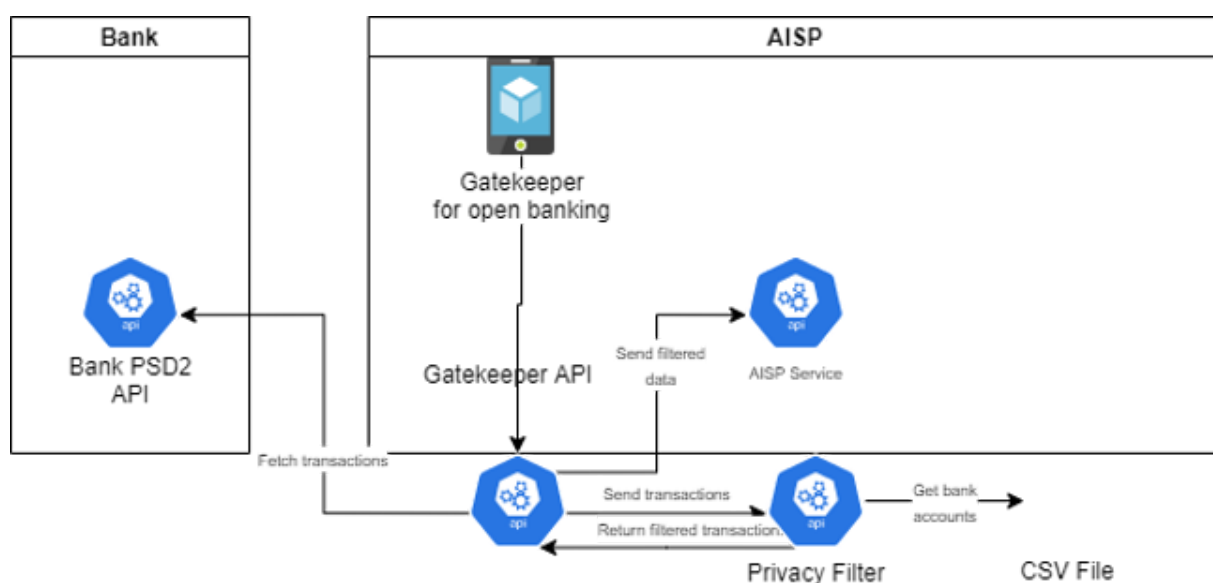 Bank
AISP
Gatekeeper
for open banking
api
Bank PSD2
API
Gatekeeper API
Send filtered
data
api
AISP Service
Fetch transactions
api
Send transactions
Return filtered transaction.
api
Get bank
accounts
Privacy Filter
CSV File